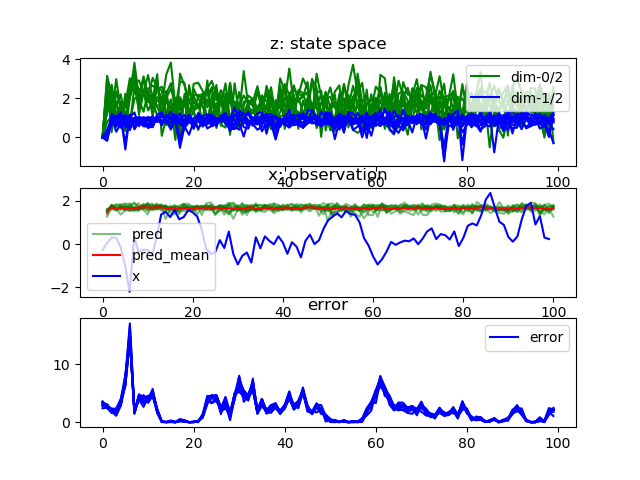 z: state space
4
2
0
dim-0/2
dim-1/2
0 20 40 60 80 100
x: observation
2
0
−2
pred
pred_mean
x
0 20 40 60 80 100
error
10
0
error
0 20 40 60 80 100